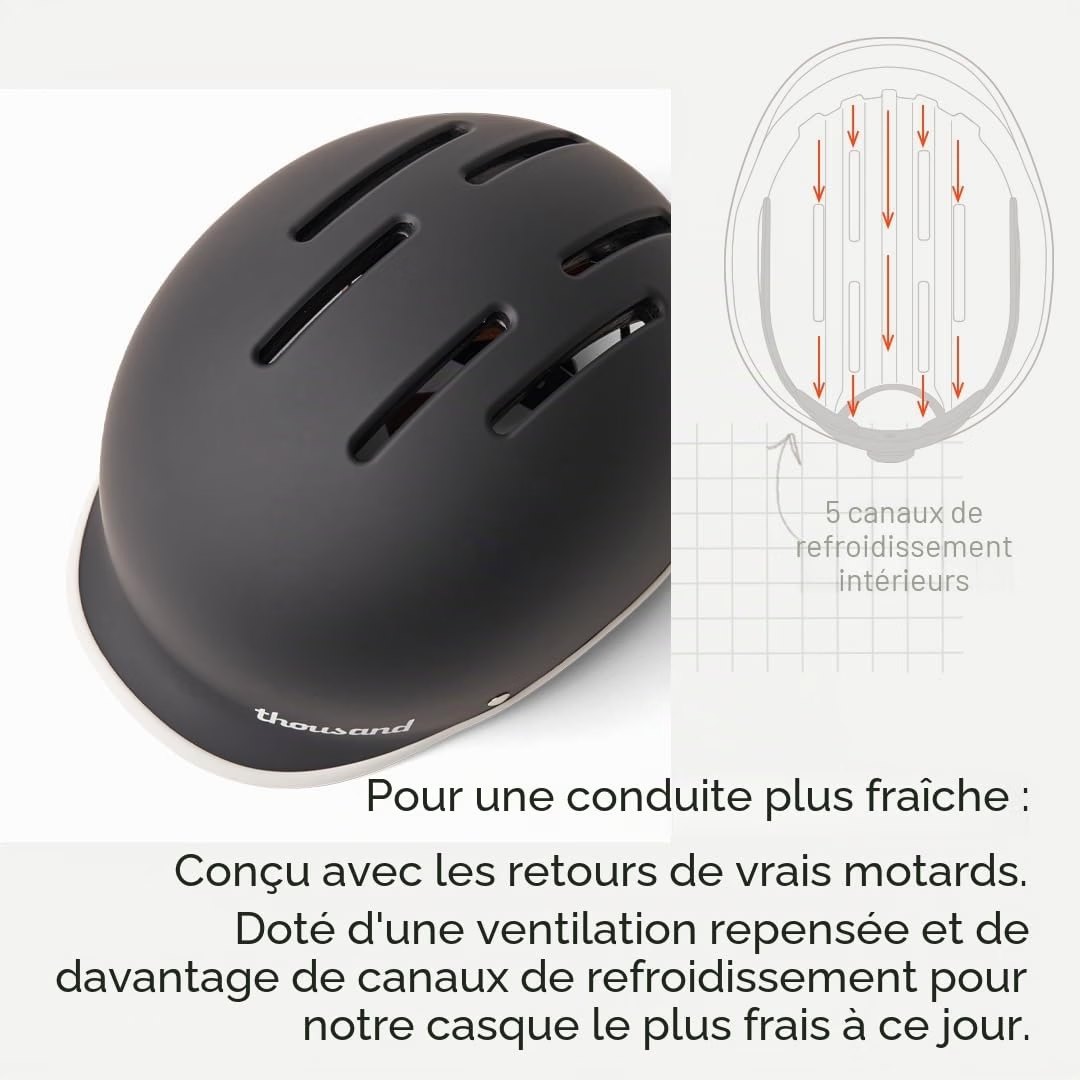 5 canaux de
refroidissement
intérieurs
thousand
Pour une conduite plus fraîche :
Conçu avec les retours de vrais motards.
Doté d'une ventilation repensée et de
davantage de canaux de refroidissement pour
notre casque le plus frais à ce jour.